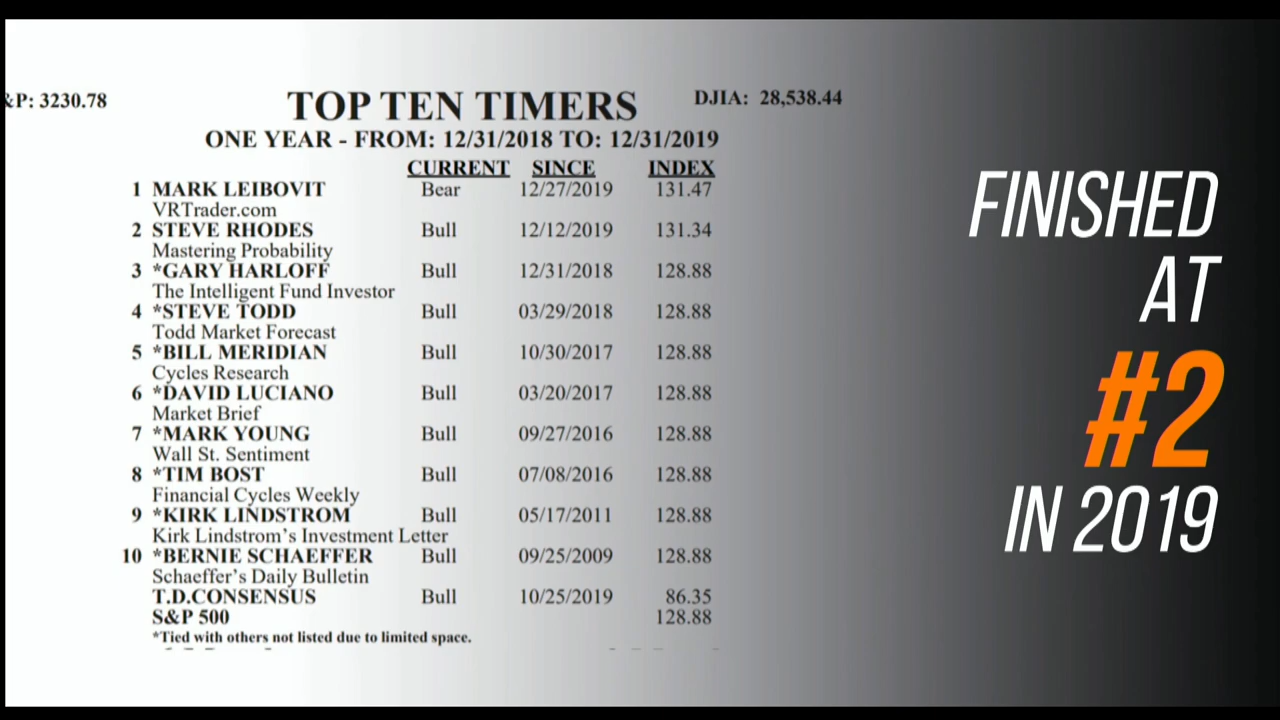 &P: 3230.78
TOP TEN TIMERS
DJIA: 28,538.44
ONE YEAR - FROM: 12/31/2018 TO: 12/31/2019
CURRENT SINCE INDEX
1 MARK LEIBOVIT Bear 12/27/2019 131.47
VRTrader.com
2 STEVE RHODES Bull 12/12/2019 131.34
Mastering Probability
3 *GARY HARLOFF Bull 12/31/2018 128.88
The Intelligent Fund Investor
4 *STEVE TODD Bull 03/29/2018 128.88
Todd Market Forecast
5 *BILL MERIDIAN Bull 10/30/2017 128.88
Cycles Research
6 *DAVID LUCIANO Bull 03/20/2017 128.88
Market Brief
7 *MARK YOUNG Bull 09/27/2016 128.88
Wall St. Sentiment
8 *TIM BOST Bull 07/08/2016 128.88
Financial Cycles Weekly
9 *KIRK LINDSTROM Bull 05/17/2011 128.88
Kirk Lindstrom's Investment Letter
10 *BERNIE SCHAEFFER Bull 09/25/2009 128.88
Schaeffer's Daily Bulletin
T.D.CONSENSUS Bull 10/25/2019 86.35
S&P 500 128.88
*Tied with others not listed due to limited space.
FINISHED
AT
#2
IN 2019